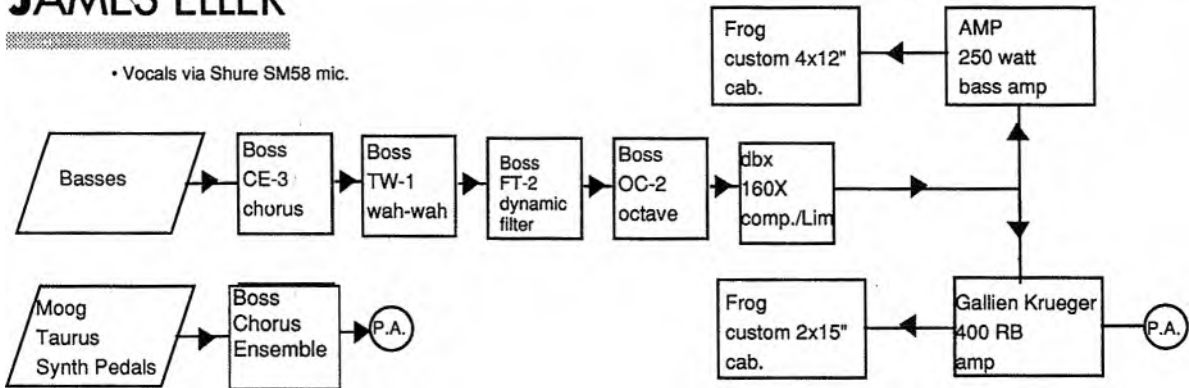 JAMES ELLER
• Vocals via Shure SM58 mic.
Frog
custom 4x12"
cab.
AMP
250 watt
bass amp
Basses
Boss
CE-3
chorus
Boss
TW-1
wah-wah
Boss
FT-2
dynamic
filter
Boss
OC-2
octave
dbx
160X
comp./Lim
Moog
Taurus
Synth Pedals
Boss
Chorus
Ensemble
P.A.
Frog
custom 2x15"
cab.
Gallien Krueger
400 RB
amp
P.A.